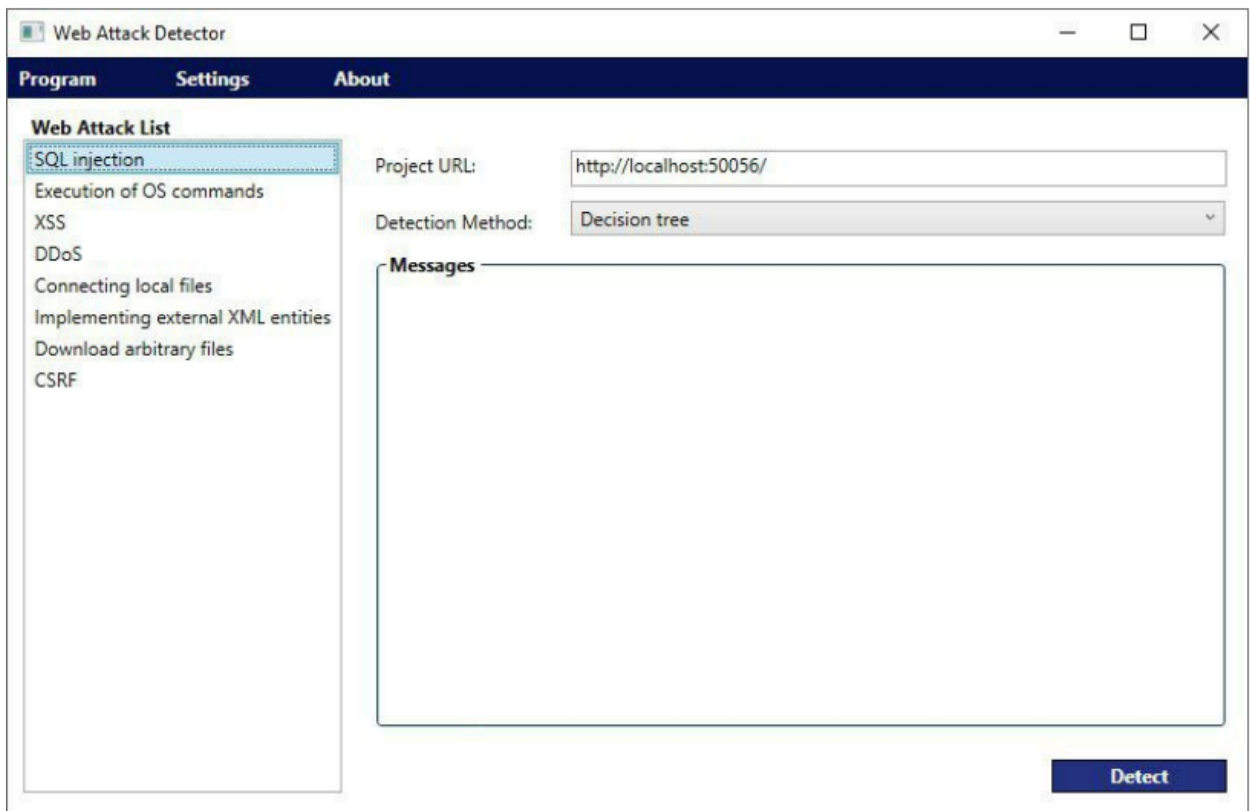 Web Attack Detector
Program Settings About
Web Attack List
SQL injection
Execution of OS commands
XSS
DDoS
Connecting local files
Implementing external XML entities
Download arbitrary files
CSRF
Project URL: http://localhost:50056/
Detection Method: Decision tree
Messages
Detect